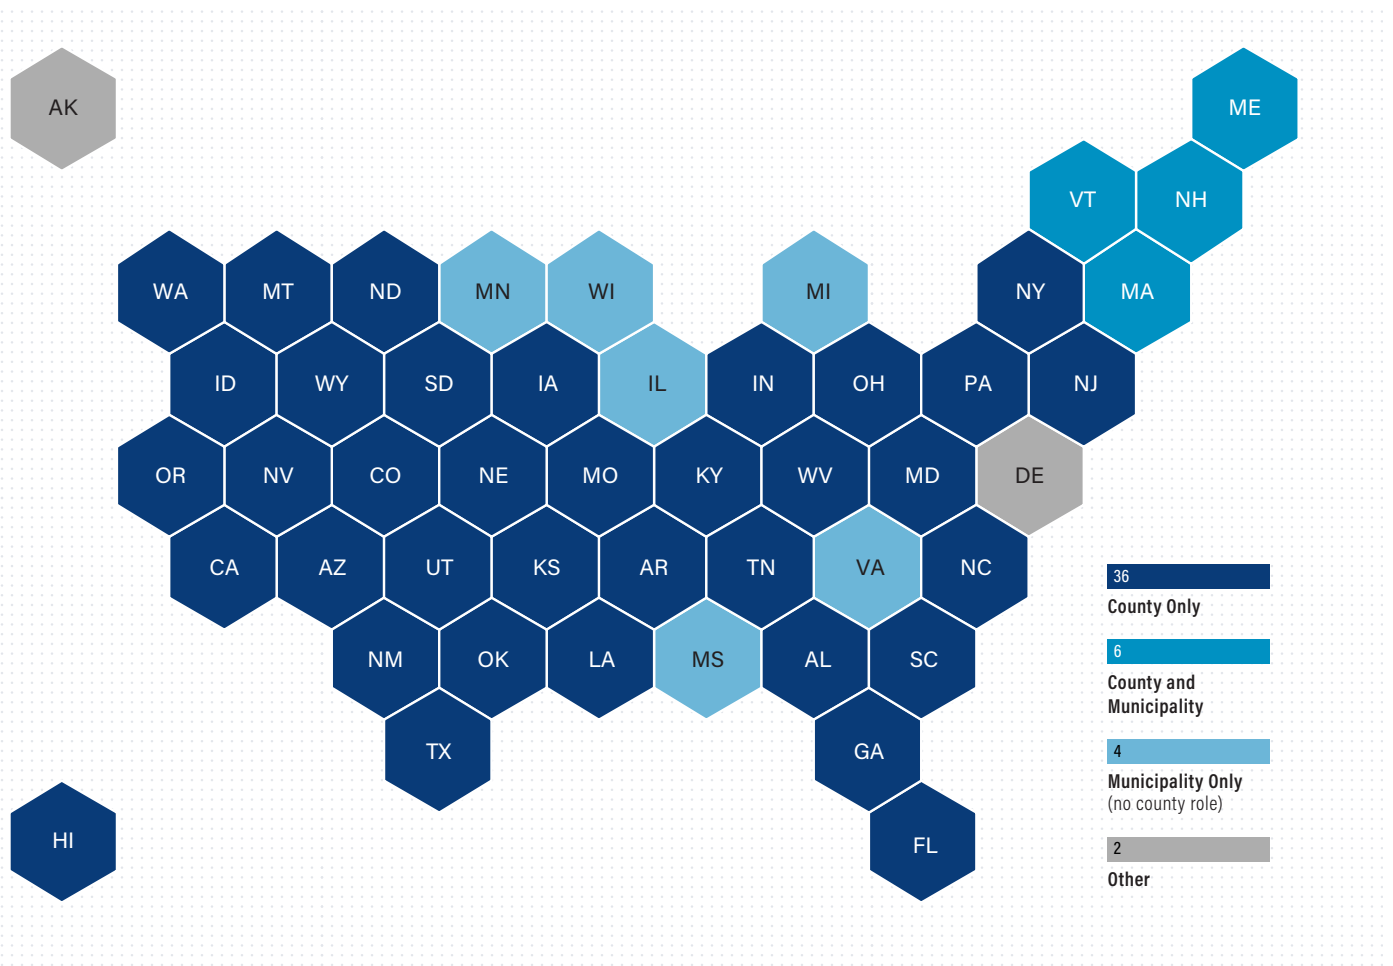 AK
ME
VT NH
WA MT ND MN WI MI NY MA
ID WY SD IA IL IN OH PA NJ
OR NV CO NE MO KY WV MD DE
CA AZ UT KS AR TN VA NC
NM OK LA MS AL SC
TX GA
HI FL
36
County Only
6
County and
Municipality
4
Municipality Only
(no county role)
2
Other